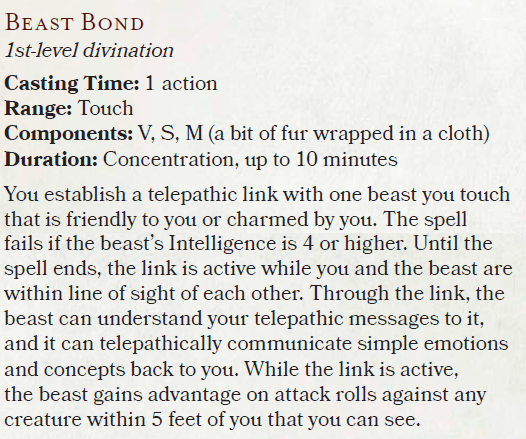 BEAST BOND
1st-level divination
Casting Time: 1 action
Range: Touch
Components: V, S, M (a bit of fur wrapped in a cloth)
Duration: Concentration, up to 10 minutes
You establish a telepathic link with one beast you touch
that is friendly to you or charmed by you. The spell
fails if the beast's Intelligence is 4 or higher. Until the
spell ends, the link is active while you and the beast are
within line of sight of each other. Through the link, the
beast can understand your telepathic messages to it,
and it can telepathically communicate simple emotions
and concepts back to you. While the link is active,
the beast gains advantage on attack rolls against any
creature within 5 feet of you that you can see.